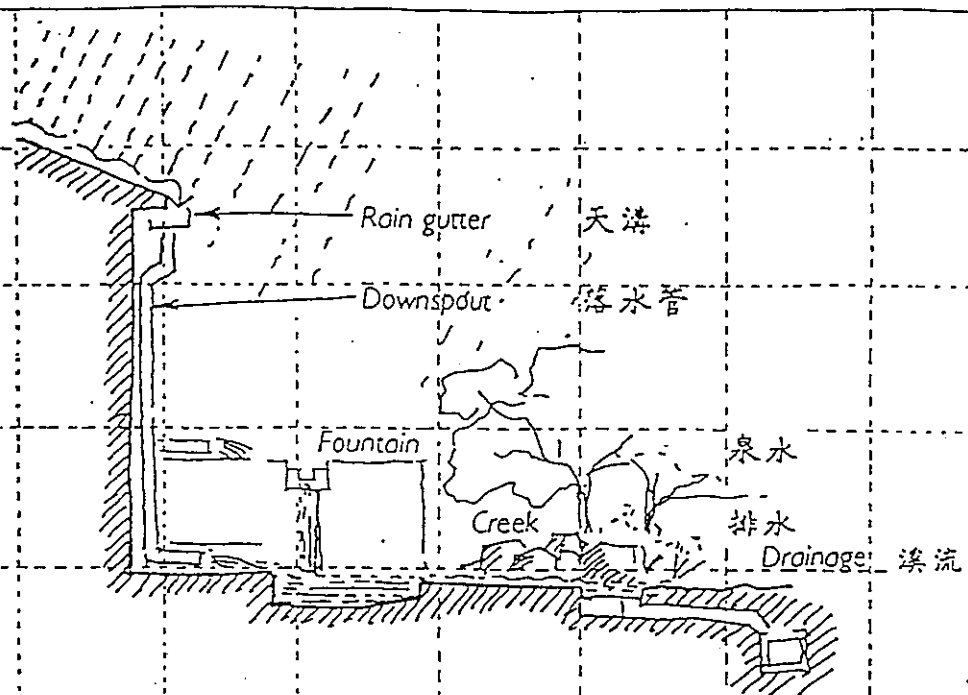 Rain gutter 天溝
Downspout 落水管
Fountain 泉水
Creek 排水
Drainage 溪流